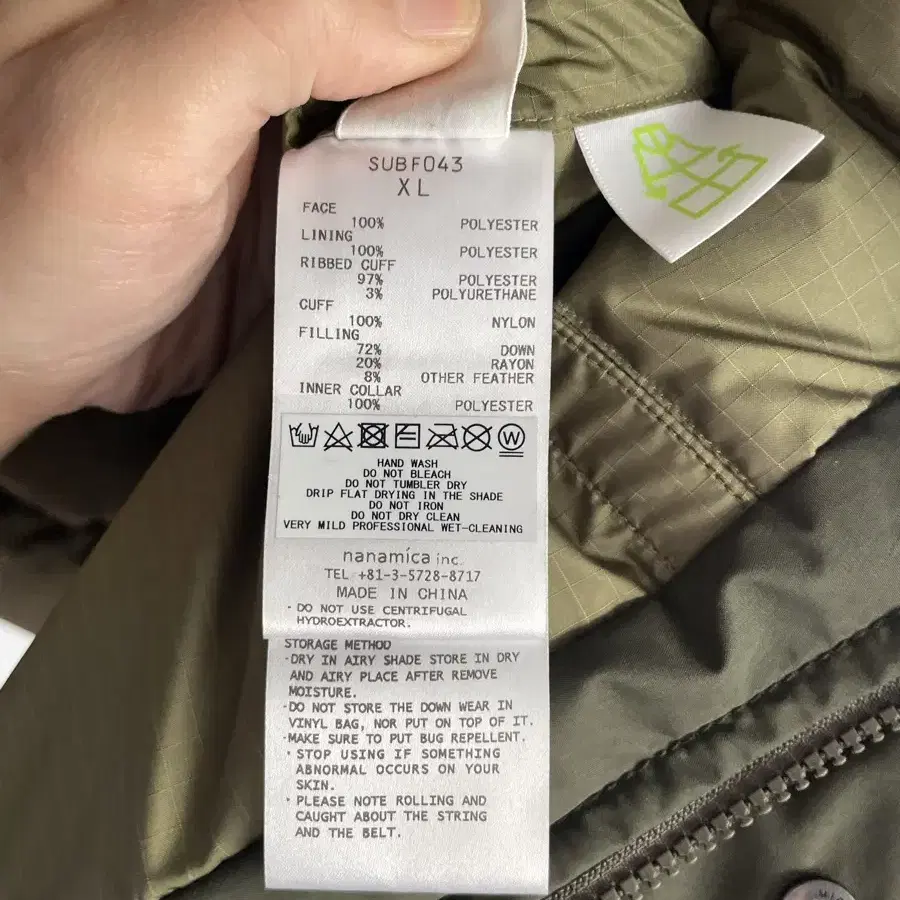 SUBF043
XL
FACE
100% POLYESTER
LINING
100% POLYESTER
RIBBED CUFF
97% POLYESTER
3% POLYURETHANE
CUFF
100% NYLON
FILLING
72% DOWN
20% RAYON
8% OTHER FEATHER
INNER COLLAR
100% POLYESTER
W
HAND WASH
DO NOT BLEACH
DO NOT TUMBLER DRY
DRIP FLAT DRYING IN THE SHADE
DO NOT IRON
DO NOT DRY CLEAN
VERY MILD PROFESSIONAL WET-CLEANING
nanamica inc.
TEL +81-3-5728-8717
MADE IN CHINA
・DO NOT USE CENTRIFUGAL
HYDROEXTRACTOR.
STORAGE METHOD
・DRY IN AIRY SHADE STORE IN DRY
AND AIRY PLACE AFTER REMOVE
MOISTURE.
・DO NOT STORE THE DOWN WEAR IN
VINYL BAG, NOR PUT ON TOP OF IT.
・MAKE SURE TO PUT BUG REPELLENT.
・STOP USING IF SOMETHING
ABNORMAL OCCURS ON YOUR
SKIN.
・PLEASE NOTE ROLLING AND
CAUGHT ABOUT THE STRING
AND THE BELT.